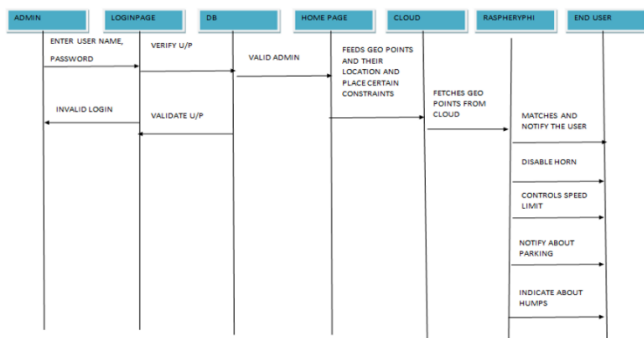 ADMIN
LOGINPAGE
DB
HOME PAGE
CLOUD
RASPHERYPHI
END USER
ENTER USER NAME,
PASSWORD
VERIFY U/P
VALID ADMIN
FEEDS GEO POINTS
AND THEIR
LOCATION AND
PLACE CERTAIN
CONSTRAINTS
FETCHES GEO
POINTS FROM
CLOUD
INVALID LOGIN
VALIDATE U/P
MATCHES AND
NOTIFY THE USER
DISABLE HORN
CONTROLS SPEED
LIMIT
NOTIFY ABOUT
PARKING
INDICATE ABOUT
HUMPS